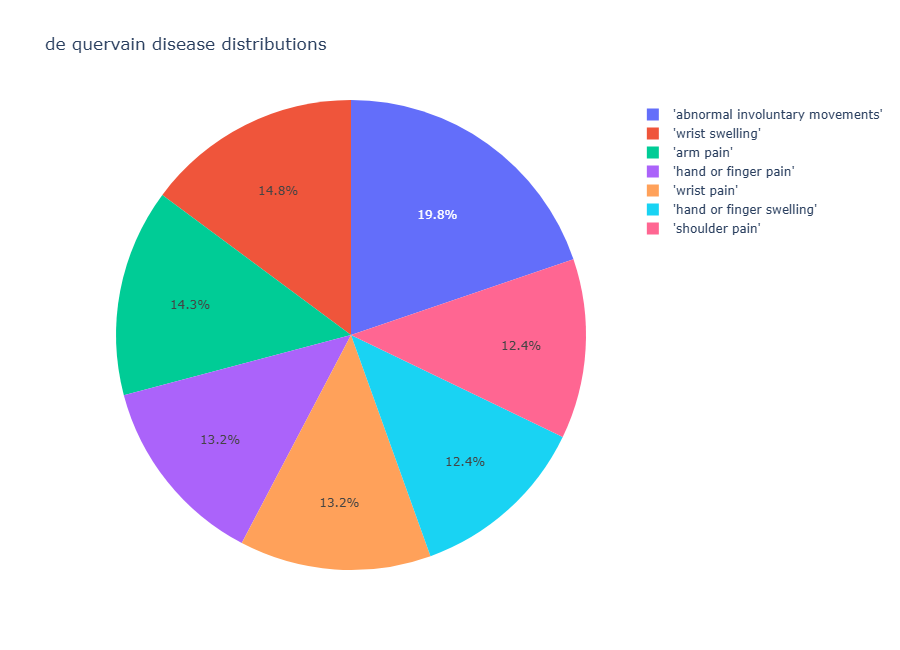 de quervain disease distributions
'abnormal involuntary movements'
'wrist swelling'
'arm pain'
'hand or finger pain'
'wrist pain'
'hand or finger swelling'
'shoulder pain'
14.8%
19.8%
14.3%
12.4%
13.2%
12.4%
13.2%